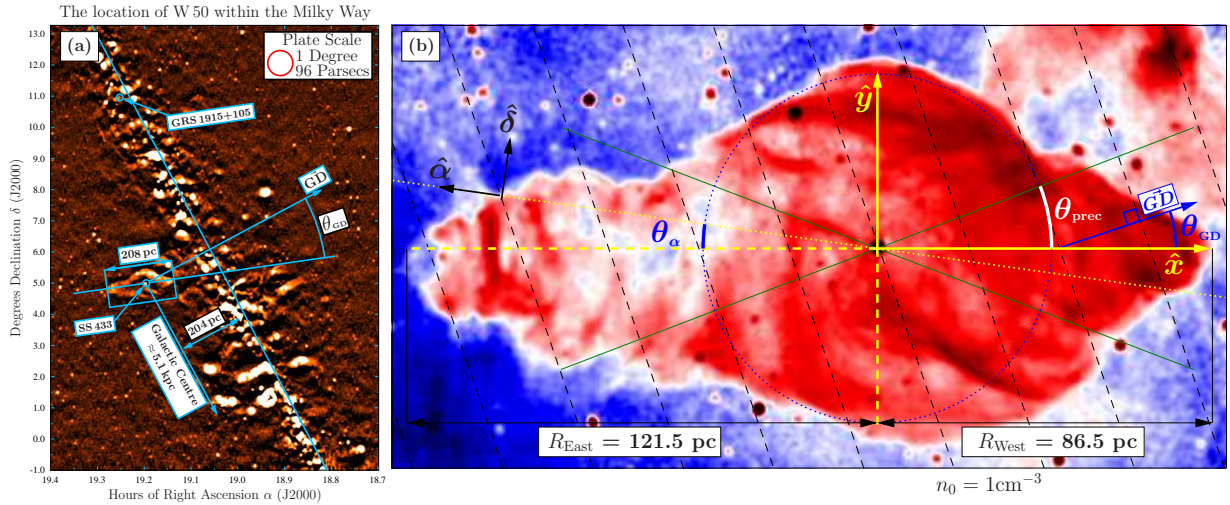 The location of W 50 within the Milky Way
(a)
Plate Scale
1 Degree
96 Parsecs
GRS 1915+105
GD
θGD
208 pc
SS 433
204 pc
Galactic Centre
≈ 5.1 kpc
Degrees Declination δ (J2000)
13.0
12.0
11.0
10.0
9.0
8.0
7.0
6.0
5.0
4.0
3.0
2.0
1.0
0.0
-1.0
19.4 19.3 19.2 19.1 19.0 18.9 18.8 18.7
Hours of Right Ascension α (J2000)
(b)
ŷ
δ̂
α̂
θα
θprec
GD
θGD
x̂
REast = 121.5 pc
RWest = 86.5 pc
n0 = 1cm−3